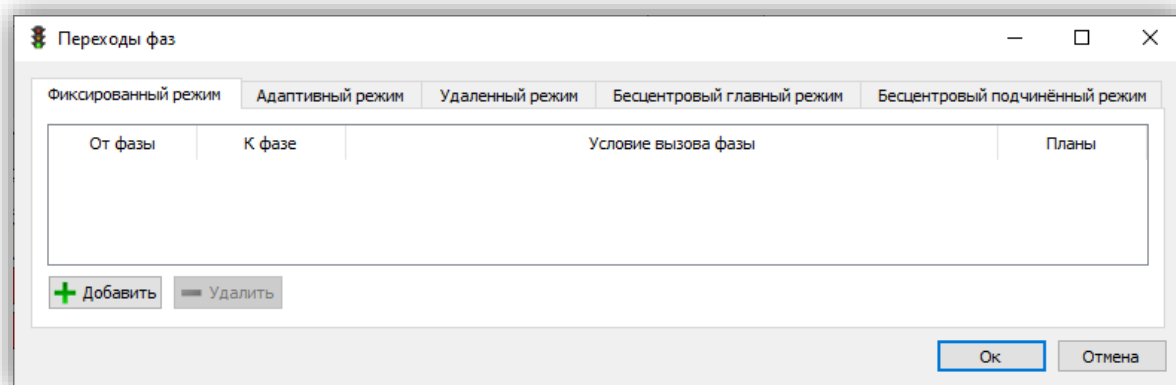 Переходы фаз
Фиксированный режим Адаптивный режим Удаленный режим Бесцентровый главный режим Бесцентровый подчинённый режим
От фазы К фазе Условие вызова фазы Планы
Добавить Удалить
Ок Отмена